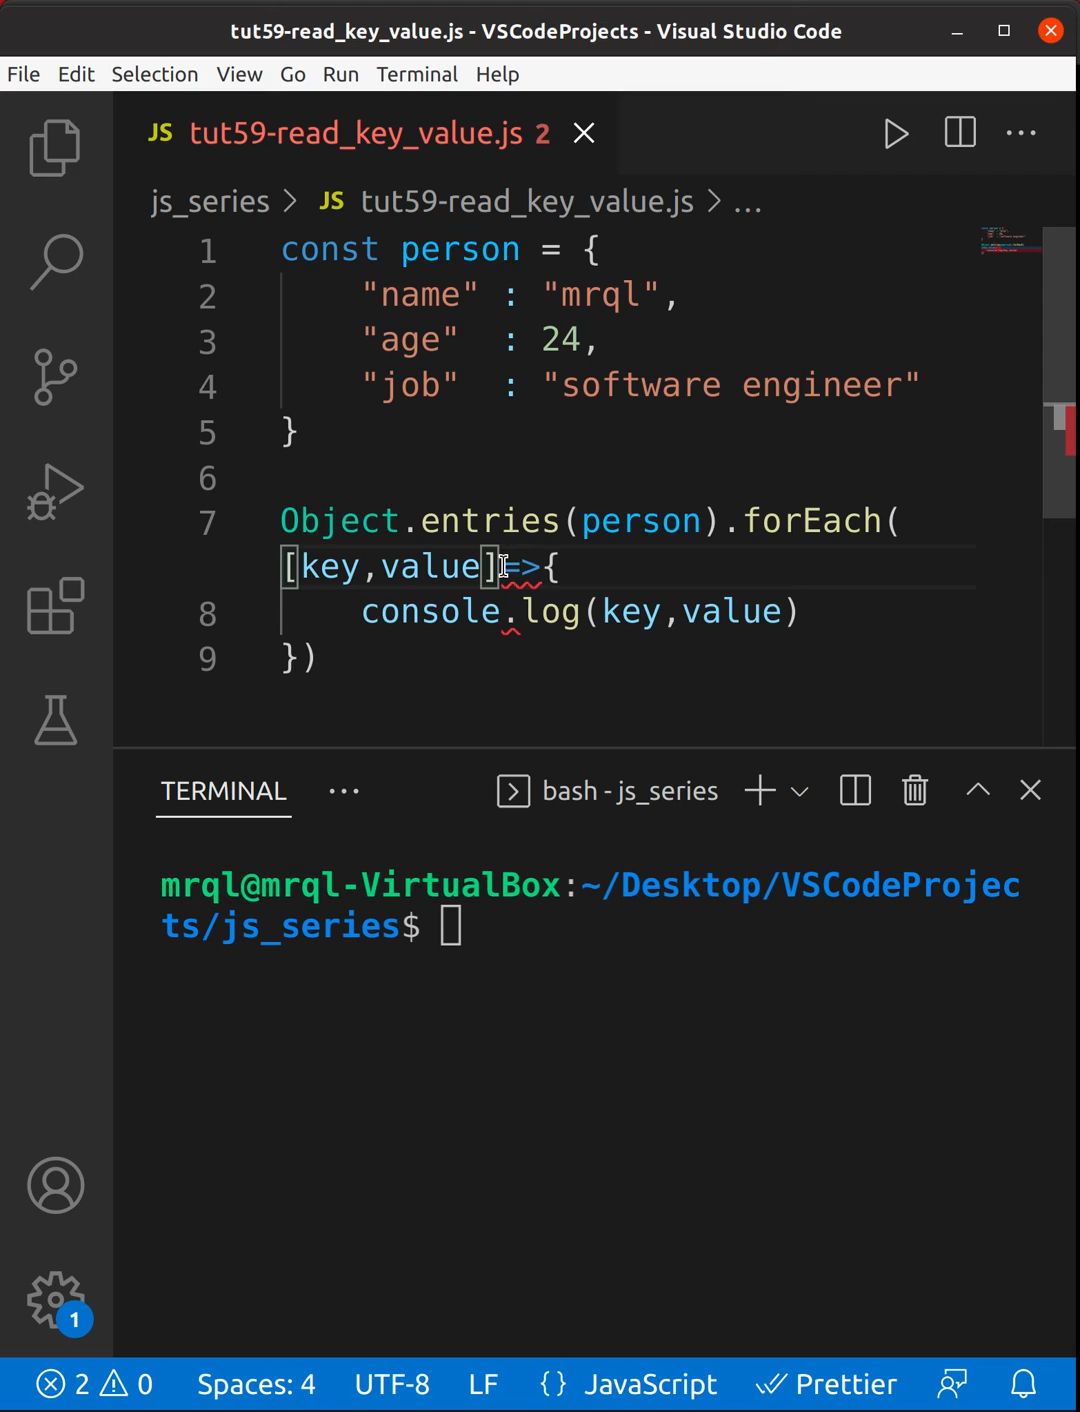 tut59-read_key_value.js - VSCodeProjects - Visual Studio Code
File Edit Selection View Go Run Terminal Help
JS tut59-read_key_value.js 2
js_series > JS tut59-read_key_value.js > ...
1 const person = {
2 "name" : "mrql",
3 "age" : 24,
4 "job" : "software engineer"
5 }
6
7 Object.entries(person).forEach(
[key,value]=>{
8 console.log(key,value)
9 })
TERMINAL ... bash - js_series
mrql@mrql-VirtualBox:~/Desktop/VSCodeProjec
ts/js_series$
1
2 0 Spaces: 4 UTF-8 LF {} JavaScript Prettier